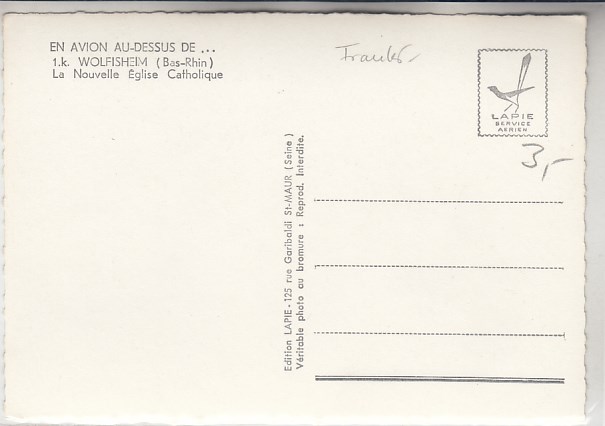 EN AVION AU-DESSUS DE ...
1.k. WOLFISHEIM (Bas-Rhin)
La Nouvelle Église Catholique
LAPIE
SERVICE
AERIEN
3,-
Edition LAPIE - 125 rue Garibaldi St-MAUR (Seine)
Véritable photo au bromure : Reprod. Interdite.